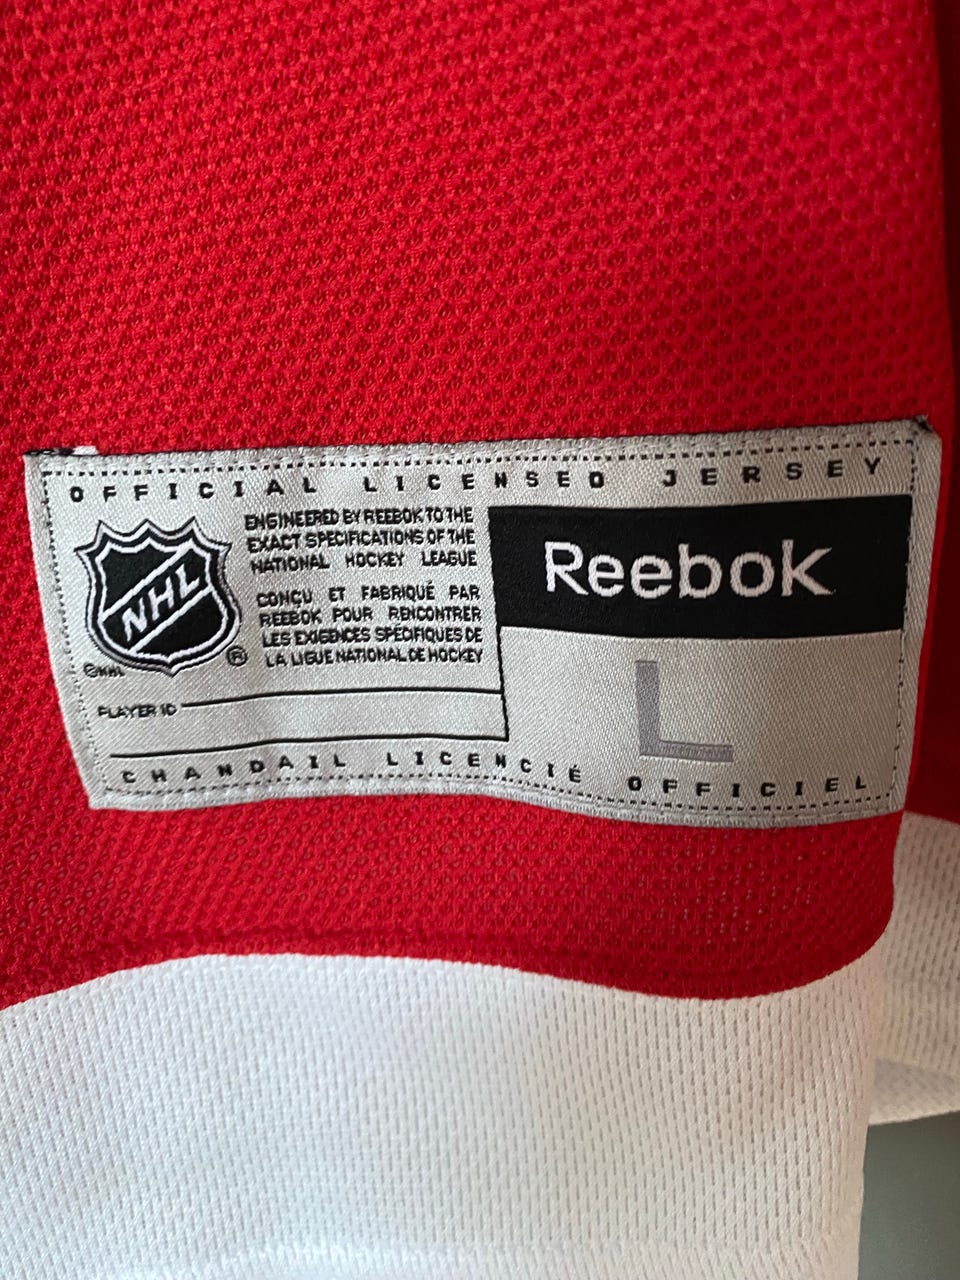 OFFICIAL LICENSED JERSEY
NHL
®
©NHL
ENGINEERED BY REEBOK TO THE
EXACT SPECIFICATIONS OF THE
NATIONAL HOCKEY LEAGUE
CONÇU ET FABRIQUÉ PAR
REEBOK POUR RENCONTRER
LES EXIGENCES SPÉCIFIQUES DE
LA LIGUE NATIONAL DE HOCKEY
PLAYER ID
Reebok
L
CHANDAIL LICENCIÉ OFFICIEL